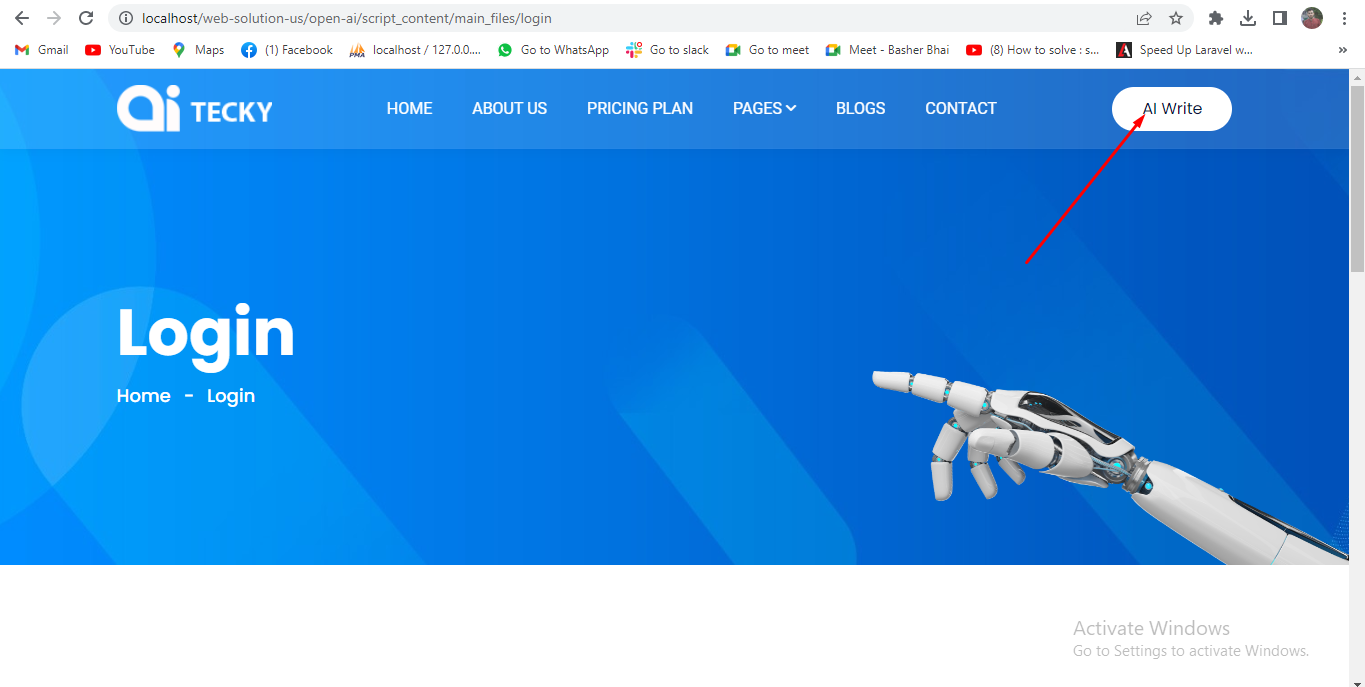 localhost/web-solution-us/open-ai/script_content/main_files/login
Gmail YouTube Maps (1) Facebook localhost / 127.0.0.... Go to WhatsApp Go to slack Go to meet Meet - Basher Bhai (8) How to solve : s... Speed Up Laravel w... »
ai TECKY HOME ABOUT US PRICING PLAN PAGES BLOGS CONTACT AI Write
Login
Home - Login
Activate Windows
Go to Settings to activate Windows.